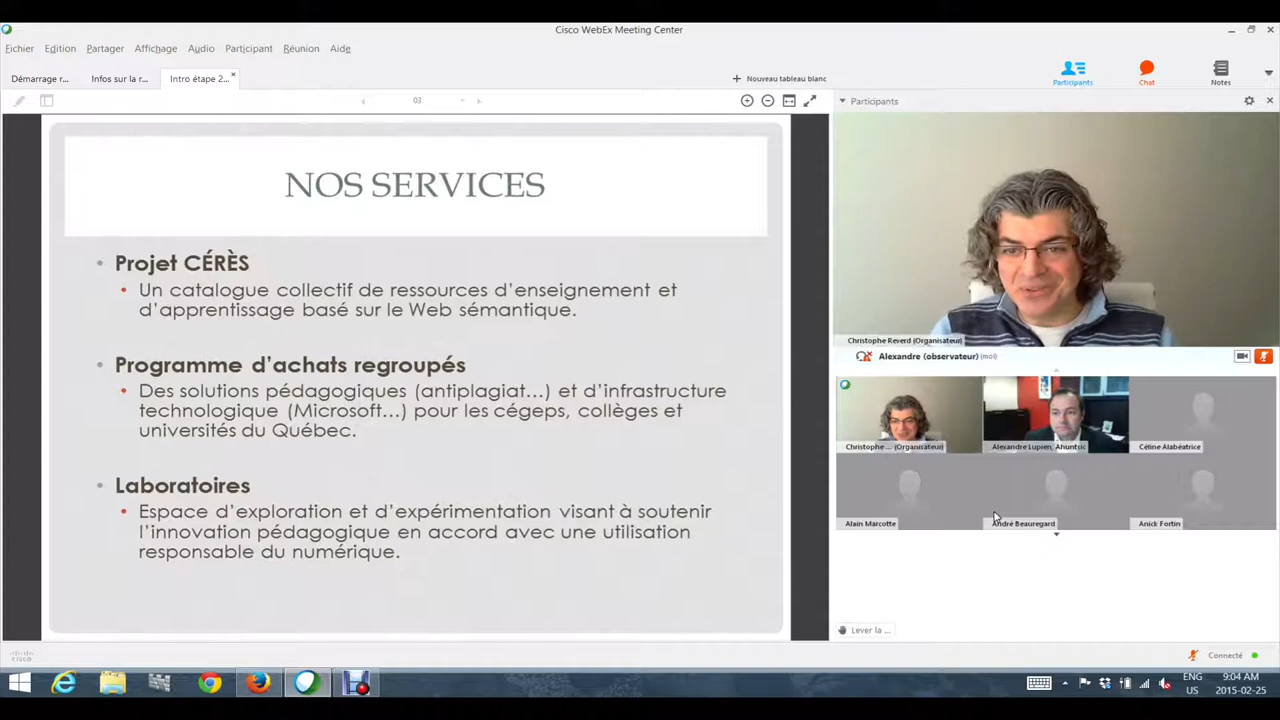 Cisco WebEx Meeting Center
Fichier Edition Partager Affichage Audio Participant Réunion Aide
Démarrage r... Infos sur la r... Intro étape 2... Nouveau tableau blanc
Participants Chat Notes
03
Participants
NOS SERVICES
Projet CÉRÈS
Un catalogue collectif de ressources d'enseignement et
d'apprentissage basé sur le Web sémantique.
Programme d'achats regroupés
Des solutions pédagogiques (antiplagiat...) et d'infrastructure
technologique (Microsoft...) pour les cégeps, collèges et
universités du Québec.
Laboratoires
Espace d'exploration et d'expérimentation visant à soutenir
l'innovation pédagogique en accord avec une utilisation
responsable du numérique.
Christophe Reverd (Organisateur)
Alexandre (observateur) (moi)
Christophe ... (Organisateur) Alexandre Lupien, Ahuntsic Céline Alabéatrice
Alain Marcotte André Beauregard Anick Fortin
Lever la ...
cisco
Connecté
ENG 9:04 AM
US 2015-02-25